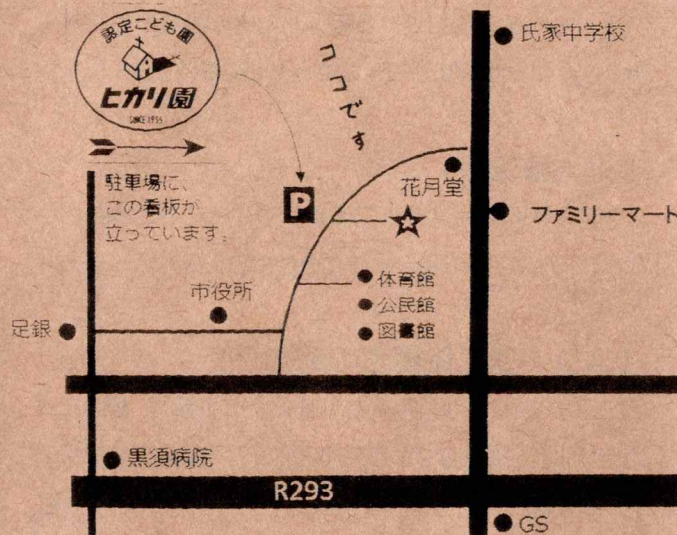 認定こども園
ヒカリ園
SINCE 1955
駐車場に、
この看板が
立っています。
ココです
P
氏家中学校
花月堂
ファミリーマート
体育館
公民館
図書館
市役所
足銀
黒須病院
R293
GS